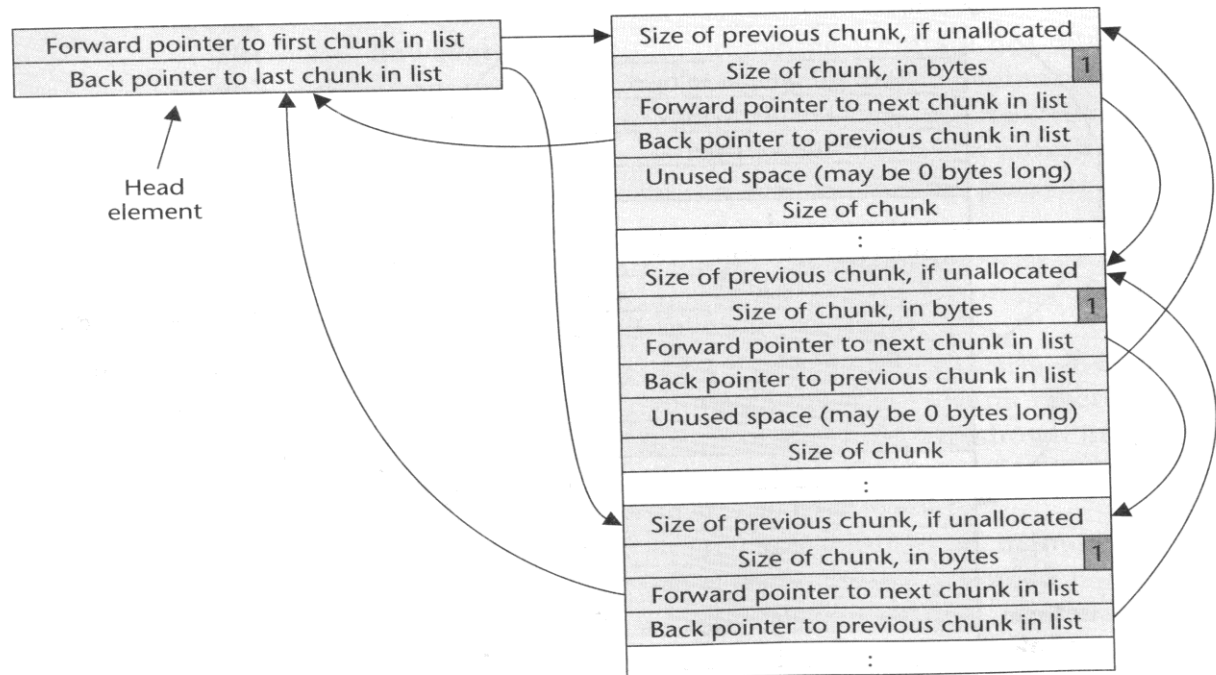 Forward pointer to first chunk in list
Back pointer to last chunk in list
Head
element
Size of previous chunk, if unallocated
Size of chunk, in bytes 1
Forward pointer to next chunk in list
Back pointer to previous chunk in list
Unused space (may be 0 bytes long)
Size of chunk
:
Size of previous chunk, if unallocated
Size of chunk, in bytes 1
Forward pointer to next chunk in list
Back pointer to previous chunk in list
Unused space (may be 0 bytes long)
Size of chunk
:
Size of previous chunk, if unallocated
Size of chunk, in bytes 1
Forward pointer to next chunk in list
Back pointer to previous chunk in list
: